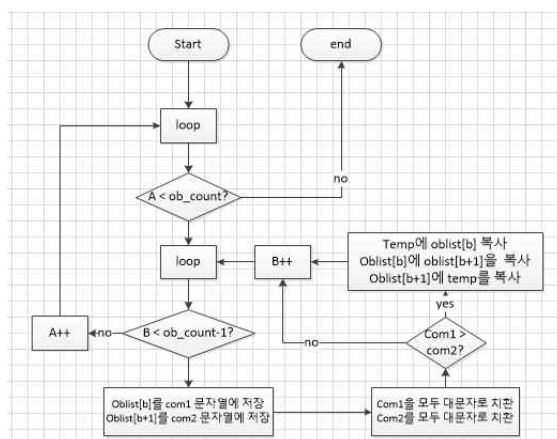 Start
end
loop
no
A < ob_count?
loop
B++
Temp에 oblist[b] 복사
Oblist[b]에 oblist[b+1]을 복사
Oblist[b+1]에 temp를 복사
yes
A++
no
B < ob_count-1?
no
Com1 >
com2?
Oblist[b]를 com1 문자열에 저장
Oblist[b+1]를 com2 문자열에 저장
Com1을 모두 대문자로 치환
Com2를 모두 대문자로 치환